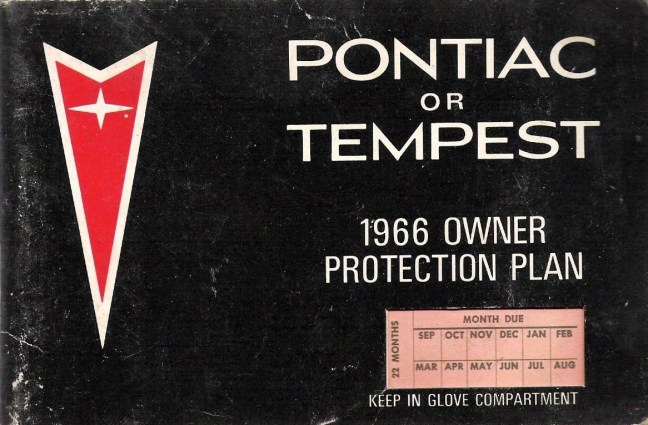 PONTIAC
OR
TEMPEST
1966 OWNER
PROTECTION PLAN
22 MONTHS
MONTH DUE
SEP OCT NOV DEC JAN FEB
MAR APR MAY JUN JUL AUG
KEEP IN GLOVE COMPARTMENT